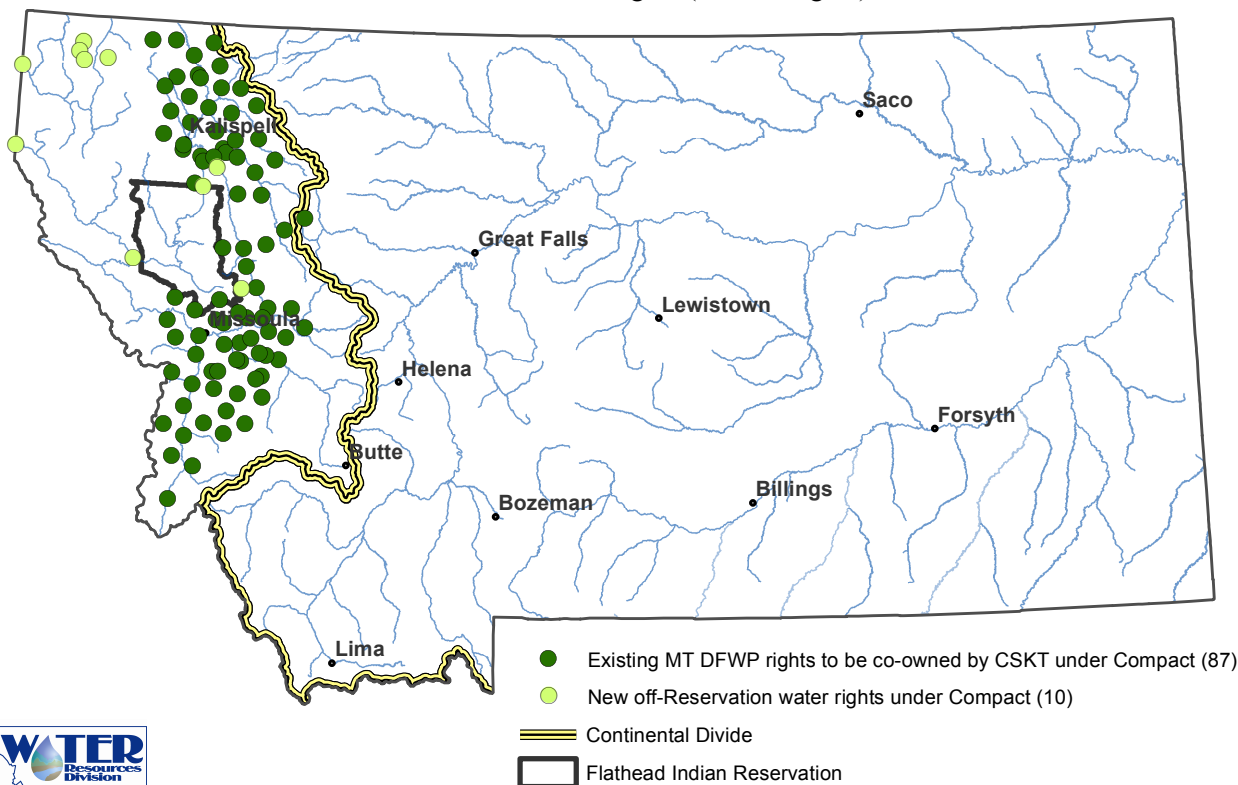 Saco
Kalispell
Great Falls
Lewistown
Missoula
Helena
Forsyth
Butte
Billings
Bozeman
Lima
Existing MT DFWP rights to be co-owned by CSKT under Compact (87)
New off-Reservation water rights under Compact (10)
Continental Divide
Flathead Indian Reservation
WATER
Resources
Division